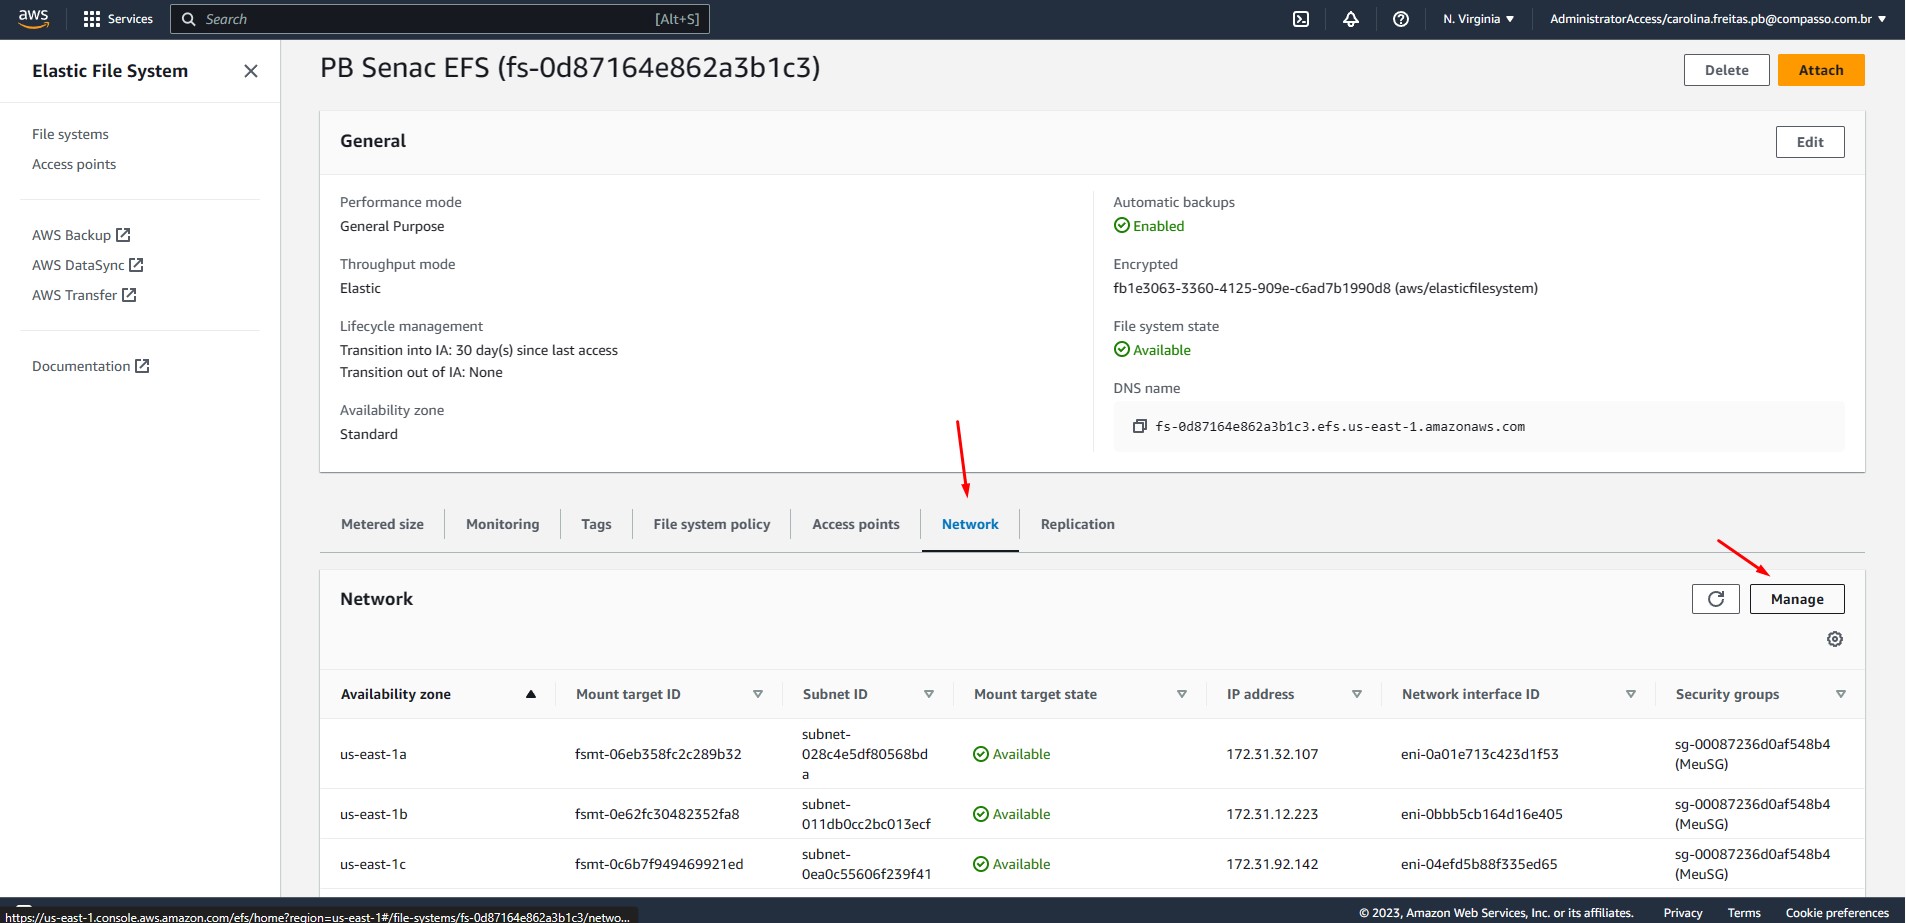 aws
Services
Search
[Alt+S]
N. Virginia
AdministratorAccess/carolina.freitas.pb@compasso.com.br
Elastic File System
File systems
Access points
AWS Backup
AWS DataSync
AWS Transfer
Documentation
PB Senac EFS (fs-0d87164e862a3b1c3)
Delete
Attach
General
Edit
Performance mode
General Purpose
Throughput mode
Elastic
Lifecycle management
Transition into IA: 30 day(s) since last access
Transition out of IA: None
Availability zone
Standard
Automatic backups
Enabled
Encrypted
fb1e3063-3360-4125-909e-c6ad7b1990d8 (aws/elasticfilesystem)
File system state
Available
DNS name
fs-0d87164e862a3b1c3.efs.us-east-1.amazonaws.com
Metered size
Monitoring
Tags
File system policy
Access points
Network
Replication
Network
Manage
Availability zone
Mount target ID
Subnet ID
Mount target state
IP address
Network interface ID
Security groups
us-east-1a
fsmt-06eb358fc2c289b32
subnet-
028c4e5df80568bd
a
Available
172.31.32.107
eni-0a01e713c423d1f53
sg-00087236d0af548b4
(MeuSG)
us-east-1b
fsmt-0e62fc30482352fa8
subnet-
011db0cc2bc013ecf
Available
172.31.12.223
eni-0bbb5cb164d16e405
sg-00087236d0af548b4
(MeuSG)
us-east-1c
fsmt-0c6b7f949469921ed
subnet-
0ea0c55606f239f41
Available
172.31.92.142
eni-04efd5b88f335ed65
sg-00087236d0af548b4
(MeuSG)
https://us-east-1.console.aws.amazon.com/efs/home?region=us-east-1#/file-systems/fs-0d87164e862a3b1c3/netwo...
© 2023, Amazon Web Services, Inc. or its affiliates.
Privacy
Terms
Cookie preferences